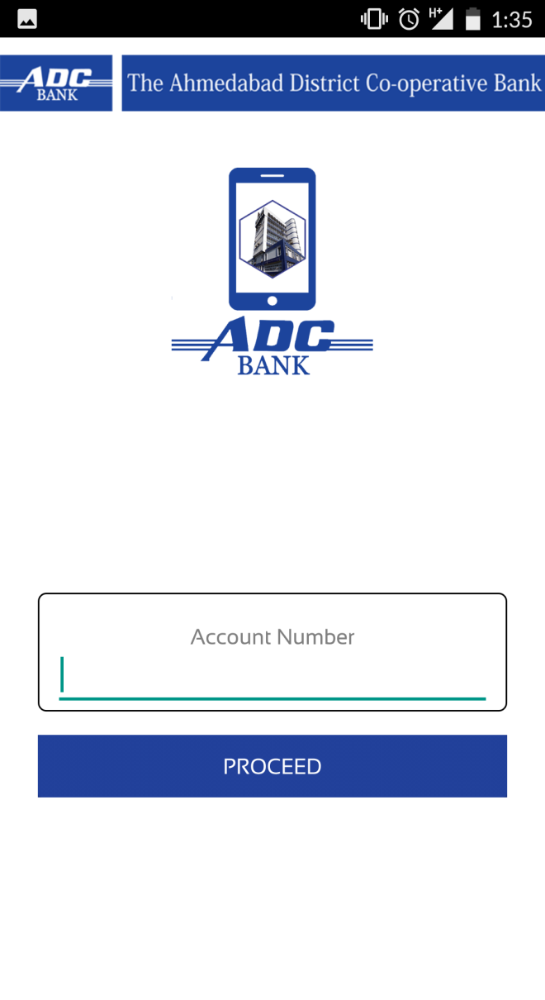 H+ 1:35
ADC
BANK
The Ahmedabad District Co-operative Bank
ADC
BANK
Account Number
PROCEED